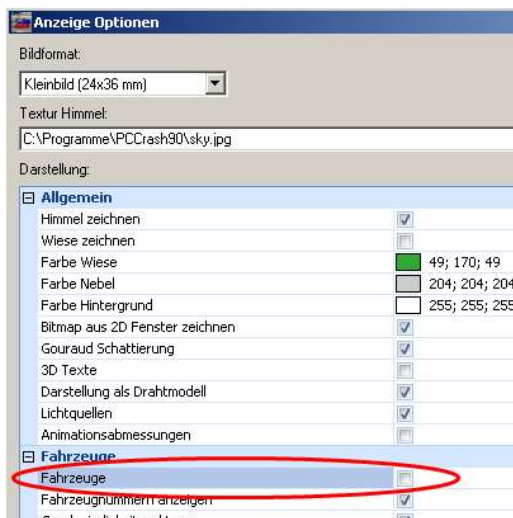 Anzeige Optionen
Bildformat:
Kleinbild (24x36 mm)
Textur Himmel:
C:\Programme\PCCrash90\sky.jpg
Darstellung:
Allgemein
Himmel zeichnen
Wiese zeichnen
Farbe Wiese 49; 170; 49
Farbe Nebel 204; 204; 204
Farbe Hintergrund 255; 255; 255
Bitmap aus 2D Fenster zeichnen
Gouraud Schattierung
3D Texte
Darstellung als Drahtmodell
Lichtquellen
Animationsabmessungen
Fahrzeuge
Fahrzeuge
Fahrzeugnummern anzeigen